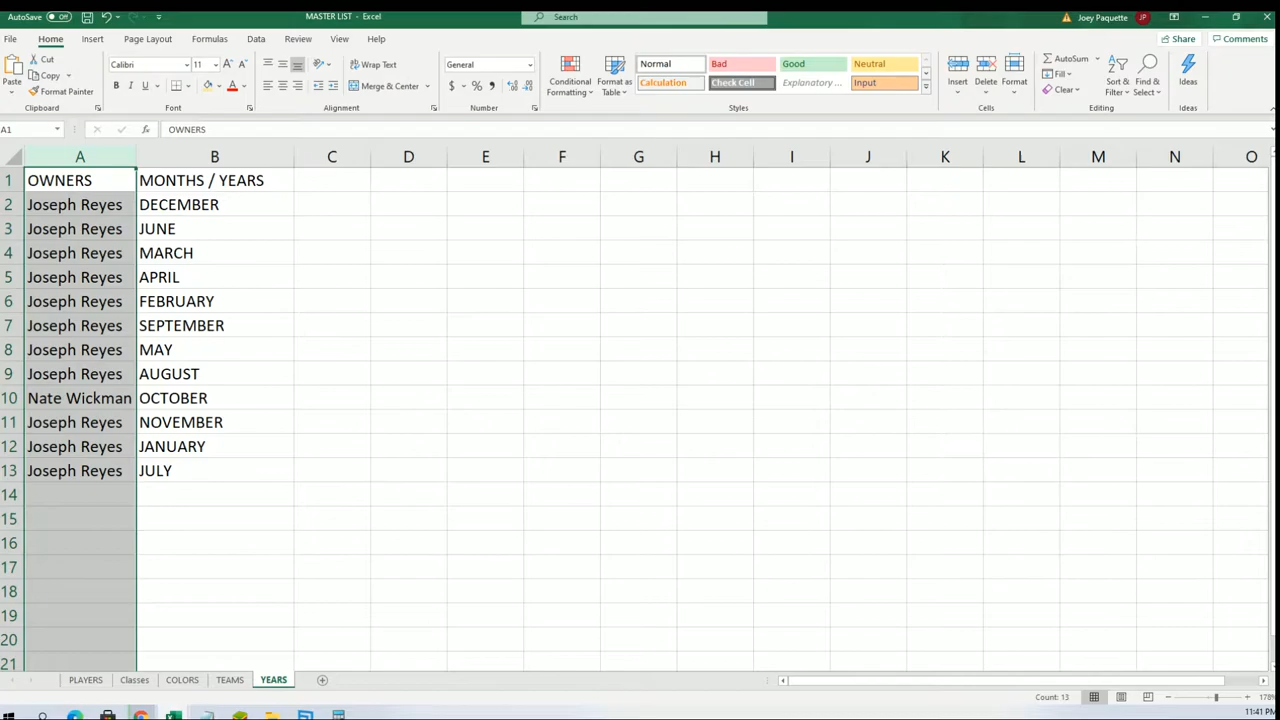 AutoSave Off MASTER LIST - Excel Search Joey Paquette JP
File Home Insert Page Layout Formulas Data Review View Help Share Comments
Paste Cut Copy Format Painter Clipboard
Calibri 11 A A B I U A Font
Wrap Text Merge & Center Alignment
General $ % , Number
Conditional Formatting Format as Table
Normal Bad Good Neutral
Calculation Check Cell Explanatory ... Input
Styles
Insert Delete Format Cells
AutoSum Fill Clear Sort & Filter Find & Select Editing
Ideas Ideas
A1 fx OWNERS
A B C D E F G H I J K L M N O
1 OWNERS MONTHS / YEARS
2 Joseph Reyes DECEMBER
3 Joseph Reyes JUNE
4 Joseph Reyes MARCH
5 Joseph Reyes APRIL
6 Joseph Reyes FEBRUARY
7 Joseph Reyes SEPTEMBER
8 Joseph Reyes MAY
9 Joseph Reyes AUGUST
10 Nate Wickman OCTOBER
11 Joseph Reyes NOVEMBER
12 Joseph Reyes JANUARY
13 Joseph Reyes JULY
14
15
16
17
18
19
20
21
PLAYERS Classes COLORS TEAMS YEARS
Count: 13 178%
11:41 PM